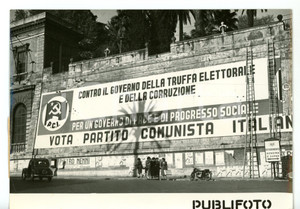 CONTRO IL GOVERNO DELLA TRUFFA ELETTORALE
E DELLA CORRUZIONE
PER UN GOVERNO DI PACE E DI PROGRESSO SOCIALE
VOTA PARTITO COMUNISTA ITALIAN
P.C.I.
PUBLIFOTO